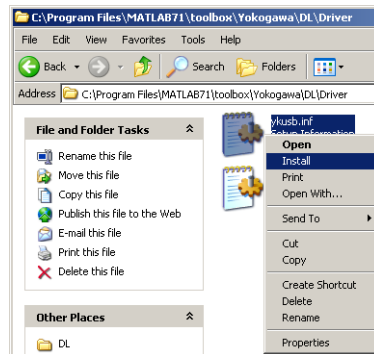 C:\Program Files\MATLAB71\toolbox\Yokogawa\DL\Driver
File Edit View Favorites Tools Help
Back Search Folders
Address C:\Program Files\MATLAB71\toolbox\Yokogawa\DL\Driver
File and Folder Tasks
Rename this file
Move this file
Copy this file
Publish this file to the Web
E-mail this file
Print this file
Delete this file
Other Places
DL
ykusb.inf
Setup Information
Open
Install
Print
Open With...
Send To
Cut
Copy
Create Shortcut
Delete
Rename
Properties